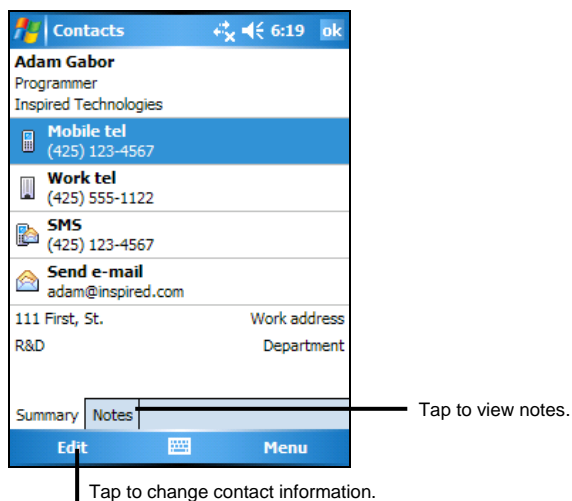 Contacts 6:19 ok
Adam Gabor
Programmer
Inspired Technologies
Mobile tel
(425) 123-4567
Work tel
(425) 555-1122
SMS
(425) 123-4567
Send e-mail
adam@inspired.com
111 First, St. Work address
R&D Department
Summary Notes
Tap to view notes.
Edit Menu
Tap to change contact information.